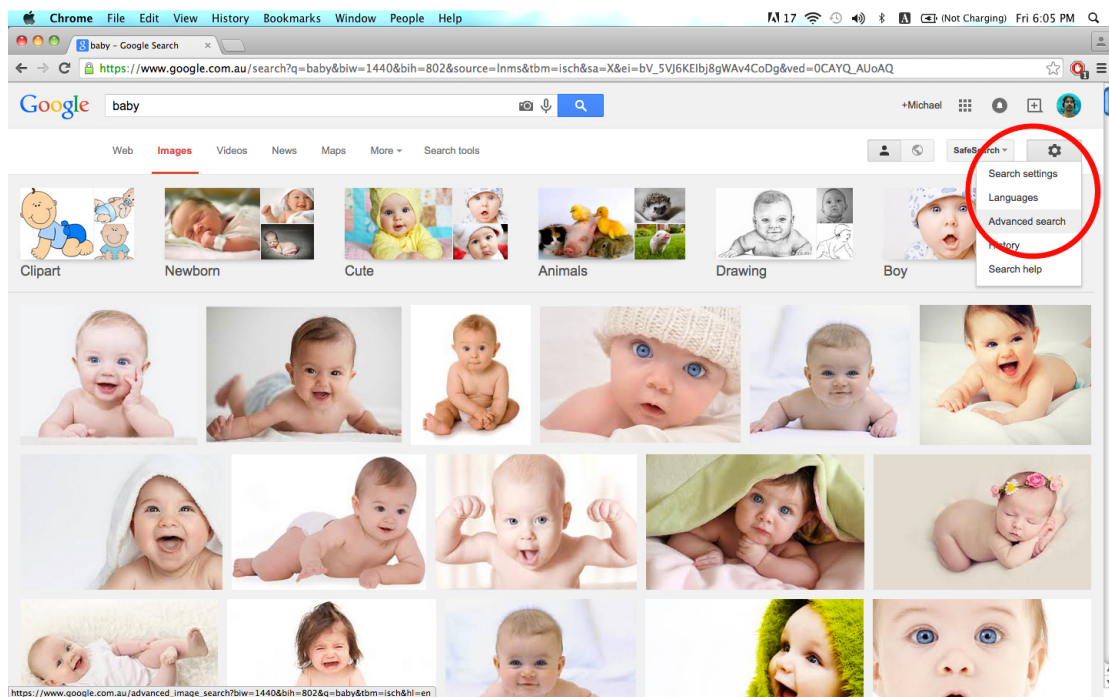 Chrome File Edit View History Bookmarks Window People Help 17 (Not Charging) Fri 6:05 PM
baby – Google Search ×
https://www.google.com.au/search?q=baby&biw=1440&bih=802&source=lnms&tbm=isch&sa=X&ei=bV_5VJ6KEIbj8gWAv4CoDg&ved=0CAYQ_AUoAQ
Google baby +Michael
Web Images Videos News Maps More Search tools SafeSearch
Search settings
Languages
Advanced search
History
Search help
Clipart Newborn Cute Animals Drawing Boy
https://www.google.com.au/advanced_image_search?biw=1440&bih=802&q=baby&tbm=isch&hl=en